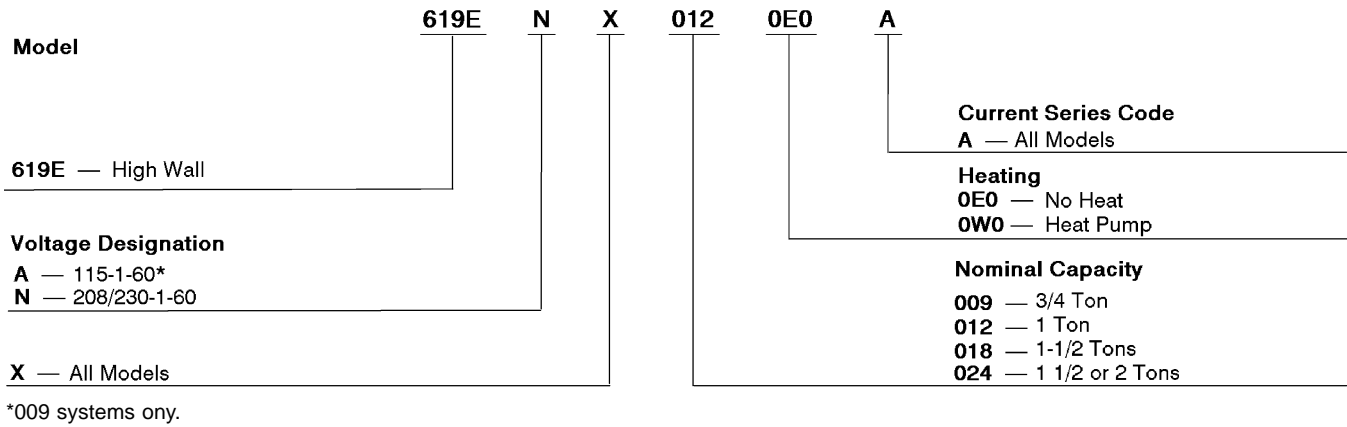 619E N X 012 0E0 A
Model
619E — High Wall
Voltage Designation
A — 115-1-60*
N — 208/230-1-60
X — All Models
*009 systems ony.
Current Series Code
A — All Models
Heating
0E0 — No Heat
0W0 — Heat Pump
Nominal Capacity
009 — 3/4 Ton
012 — 1 Ton
018 — 1-1/2 Tons
024 — 1 1/2 or 2 Tons